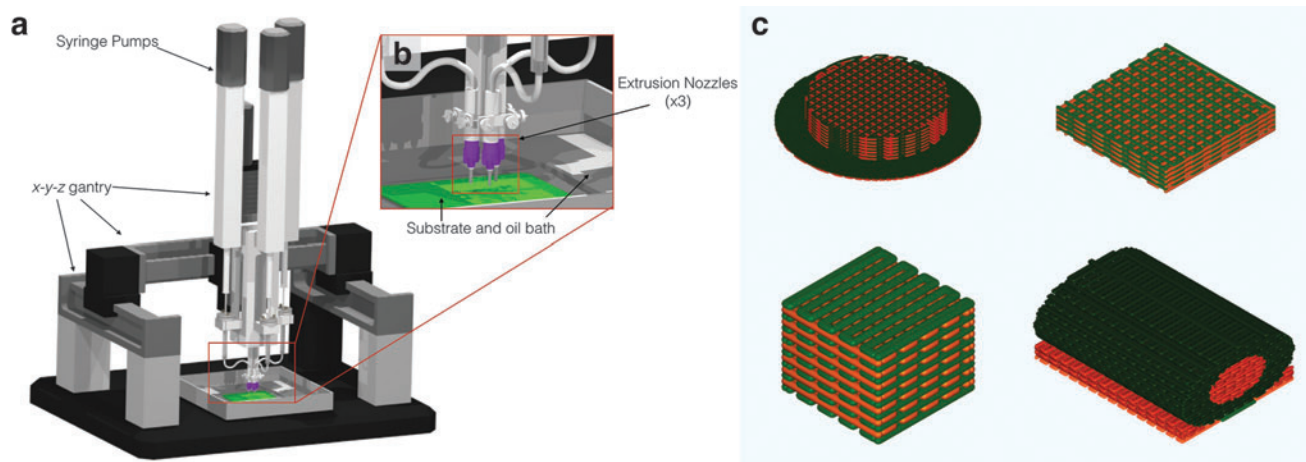 a
Syringe Pumps
x-y-z gantry
b
Extrusion Nozzles
(x3)
Substrate and oil bath
c